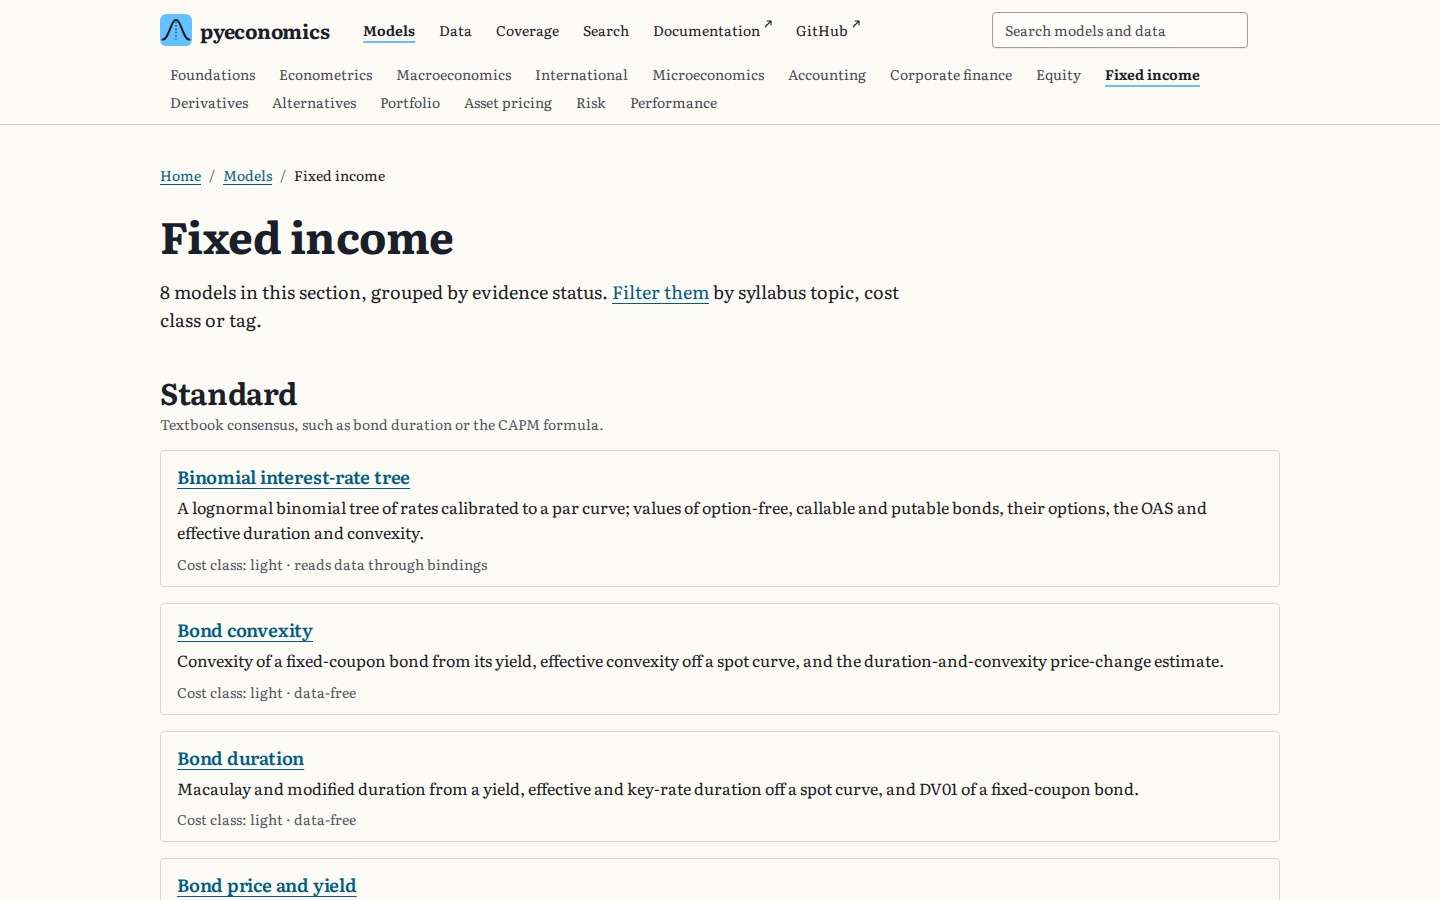 pyeconomics Models Data Coverage Search Documentation ↗ GitHub ↗ Search models and data
Foundations Econometrics Macroeconomics International Microeconomics Accounting Corporate finance Equity Fixed income
Derivatives Alternatives Portfolio Asset pricing Risk Performance
Home / Models / Fixed income
Fixed income
8 models in this section, grouped by evidence status. Filter them by syllabus topic, cost
class or tag.
Standard
Textbook consensus, such as bond duration or the CAPM formula.
Binomial interest-rate tree
A lognormal binomial tree of rates calibrated to a par curve; values of option-free, callable and putable bonds, their options, the OAS and
effective duration and convexity.
Cost class: light · reads data through bindings
Bond convexity
Convexity of a fixed-coupon bond from its yield, effective convexity off a spot curve, and the duration-and-convexity price-change estimate.
Cost class: light · data-free
Bond duration
Macaulay and modified duration from a yield, effective and key-rate duration off a spot curve, and DV01 of a fixed-coupon bond.
Cost class: light · data-free
Bond price and yield